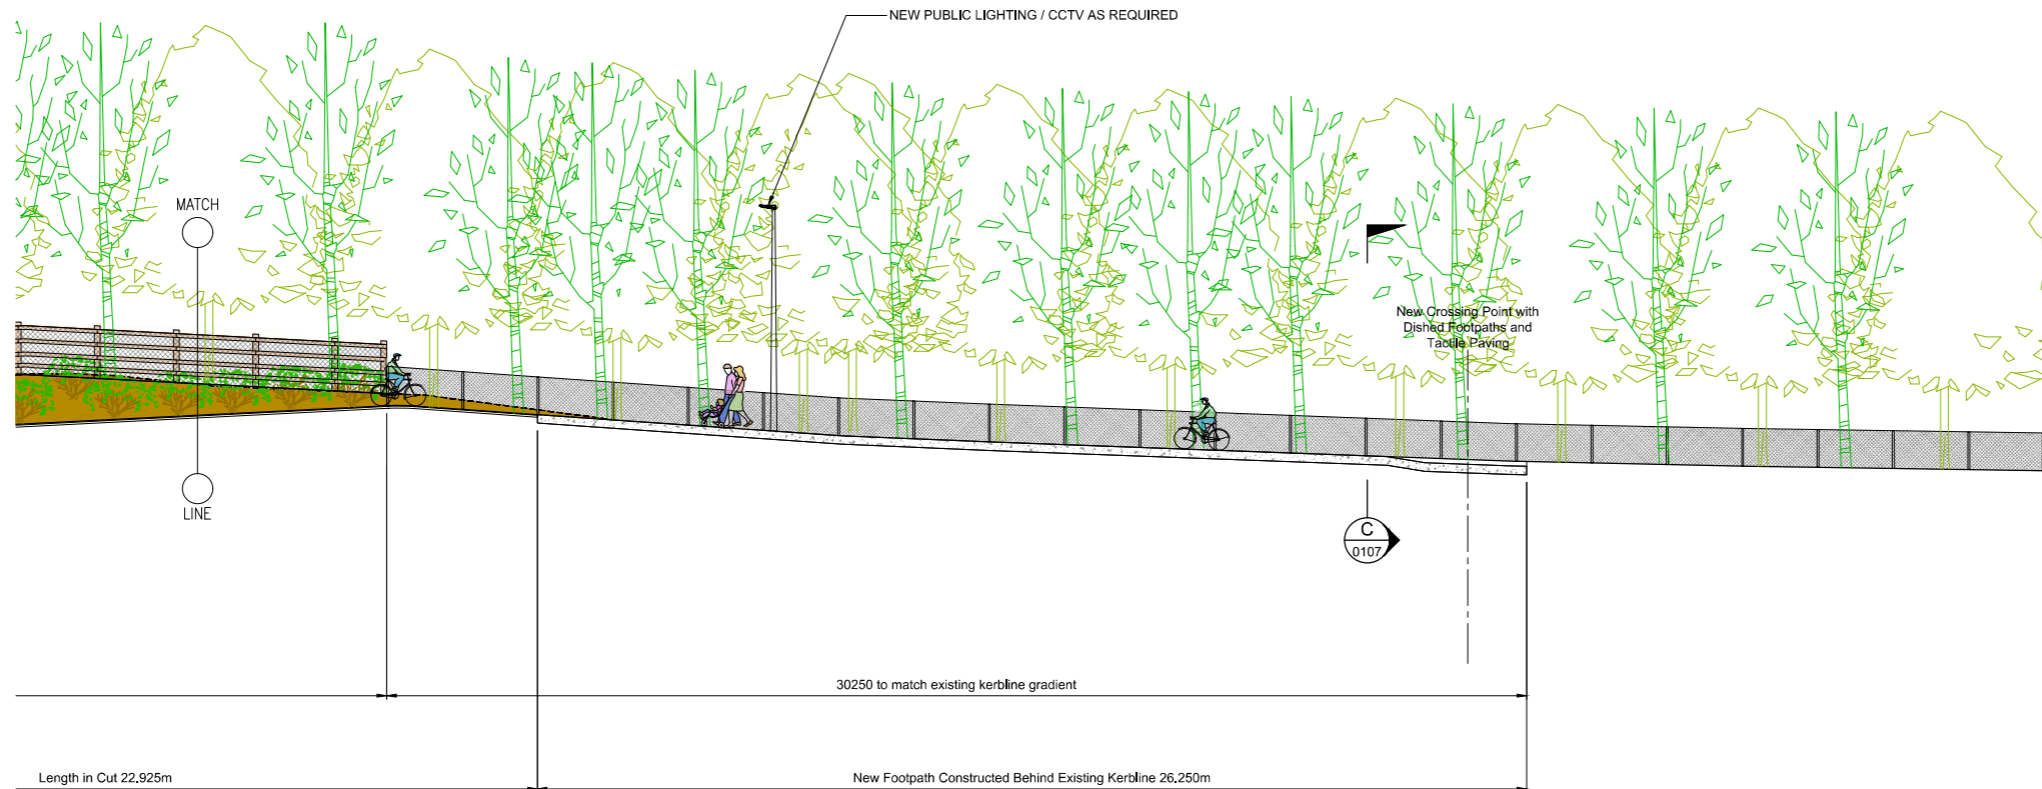 NEW PUBLIC LIGHTING / CCTV AS REQUIRED
MATCH
LINE
New Crossing Point with
Dished Footpaths and
Tactile Paving
C
0107
30250 to match existing kerbline gradient
Length in Cut 22.925m
New Footpath Constructed Behind Existing Kerbline 26.250m